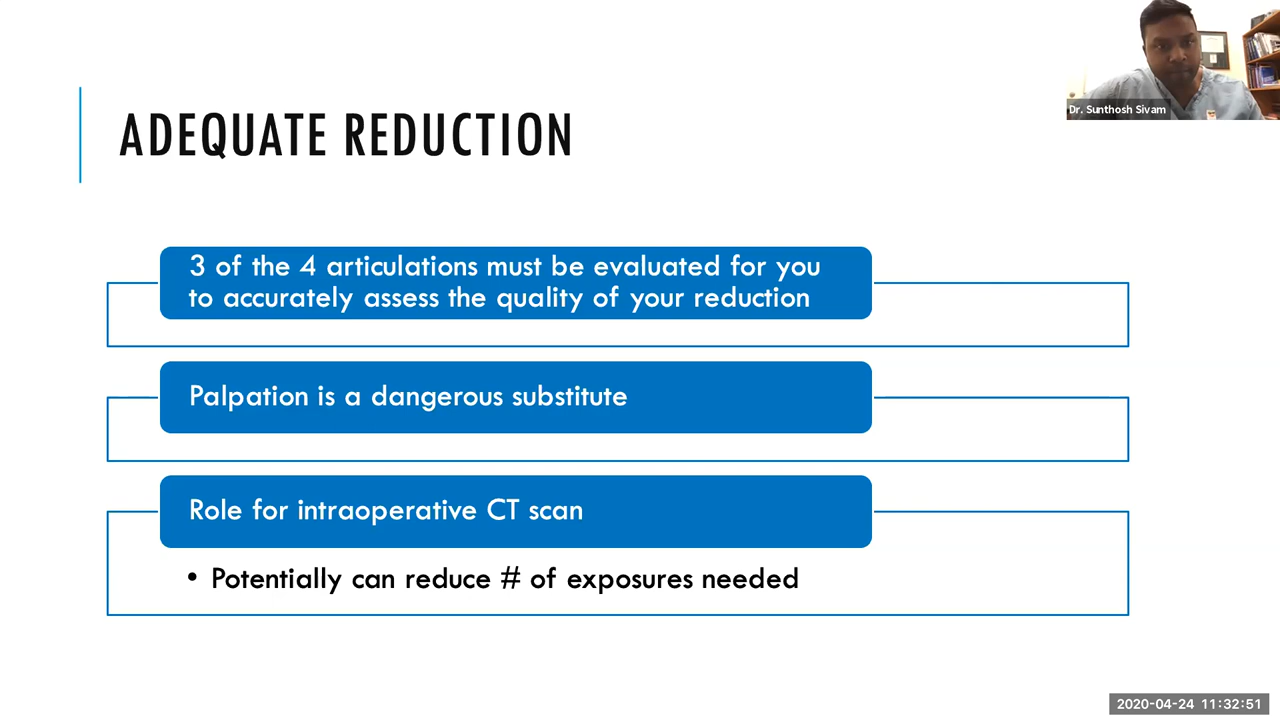 Dr. Sunthosh Sivam
ADEQUATE REDUCTION
3 of the 4 articulations must be evaluated for you
to accurately assess the quality of your reduction
Palpation is a dangerous substitute
Role for intraoperative CT scan
• Potentially can reduce # of exposures needed
2020-04-24 11:32:51